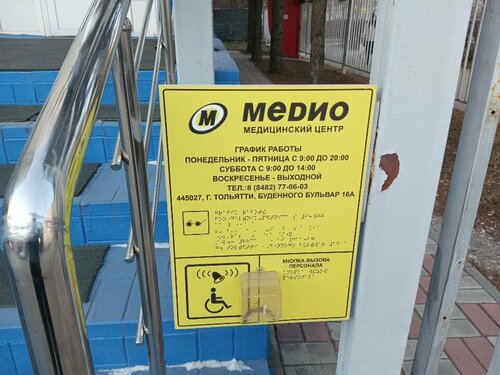 M МЕДИО
МЕДИЦИНСКИЙ ЦЕНТР
ГРАФИК РАБОТЫ
ПОНЕДЕЛЬНИК - ПЯТНИЦА С 9:00 ДО 20:00
СУББОТА С 9:00 ДО 14:00
ВОСКРЕСЕНЬЕ - ВЫХОДНОЙ
ТЕЛ.:8 (8482) 77-06-03
445027, Г. ТОЛЬЯТТИ, БУДЕННОГО БУЛЬВАР 16А
КНОПКА ВЫЗОВА
ПЕРСОНАЛА